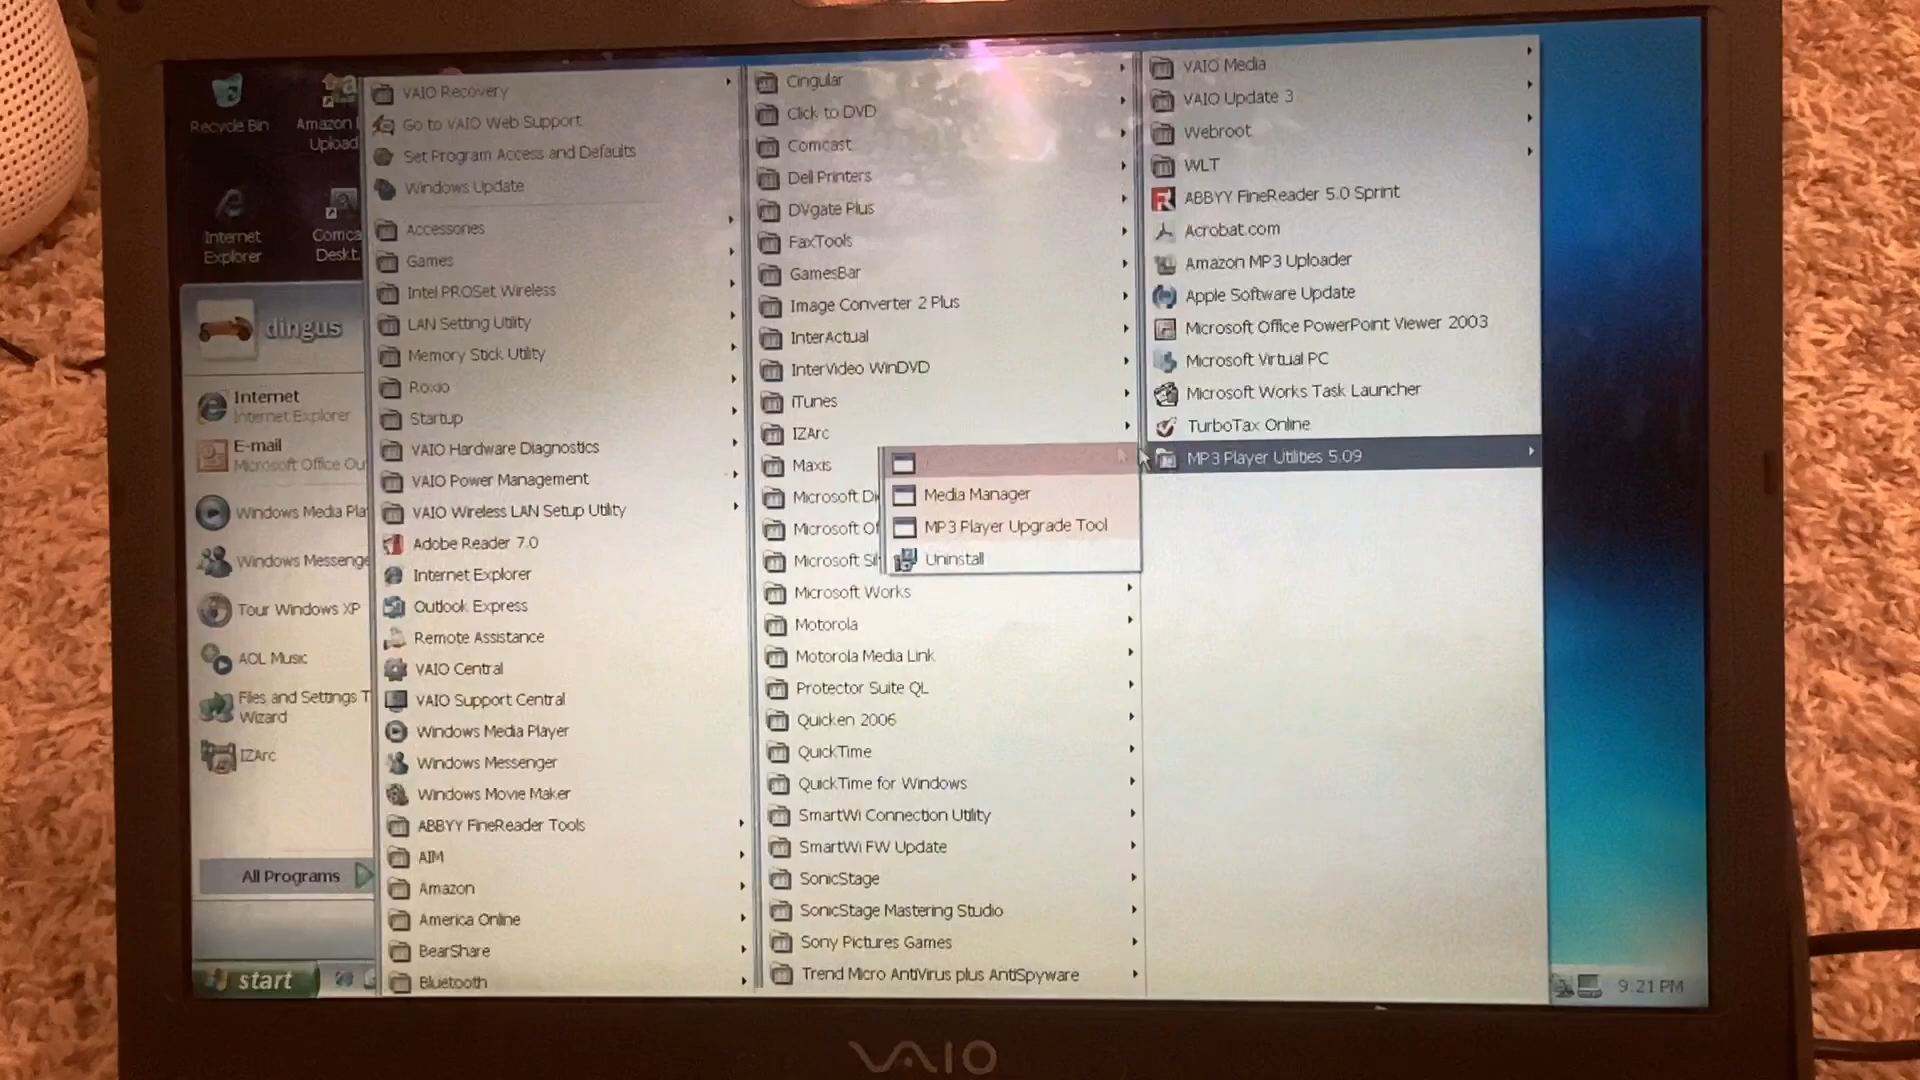 Recycle Bin
Amazon
Upload
Internet
Explorer
Comca
Deskt
dingus
Internet
Internet Explorer
E-mail
Microsoft Office Ou
Windows Media Pla
Windows Messenge
Tour Windows XP
AOL Music
Files and Settings T
Wizard
IZArc
All Programs
start
VAIO Recovery
Go to VAIO Web Support
Set Program Access and Defaults
Windows Update
Accessories
Games
Intel PROSet Wireless
LAN Setting Utility
Memory Stick Utility
Roxio
Startup
VAIO Hardware Diagnostics
VAIO Power Management
VAIO Wireless LAN Setup Utility
Adobe Reader 7.0
Internet Explorer
Outlook Express
Remote Assistance
VAIO Central
VAIO Support Central
Windows Media Player
Windows Messenger
Windows Movie Maker
ABBYY FineReader Tools
AIM
Amazon
America Online
BearShare
Bluetooth
Cingular
Click to DVD
Comcast
Dell Printers
DVgate Plus
FaxTools
GamesBar
Image Converter 2 Plus
InterActual
InterVideo WinDVD
iTunes
IZArc
Maxis
Microsoft Di
Microsoft Of
Microsoft Sil
Microsoft Works
Motorola
Motorola Media Link
Protector Suite QL
Quicken 2006
QuickTime
QuickTime for Windows
SmartWi Connection Utility
SmartWi FW Update
SonicStage
SonicStage Mastering Studio
Sony Pictures Games
Trend Micro AntiVirus plus AntiSpyware
Media Manager
MP3 Player Upgrade Tool
Uninstall
VAIO Media
VAIO Update 3
Webroot
WLT
ABBYY FineReader 5.0 Sprint
Acrobat.com
Amazon MP3 Uploader
Apple Software Update
Microsoft Office PowerPoint Viewer 2003
Microsoft Virtual PC
Microsoft Works Task Launcher
TurboTax Online
MP3 Player Utilities 5.09
9:21 PM
VAIO